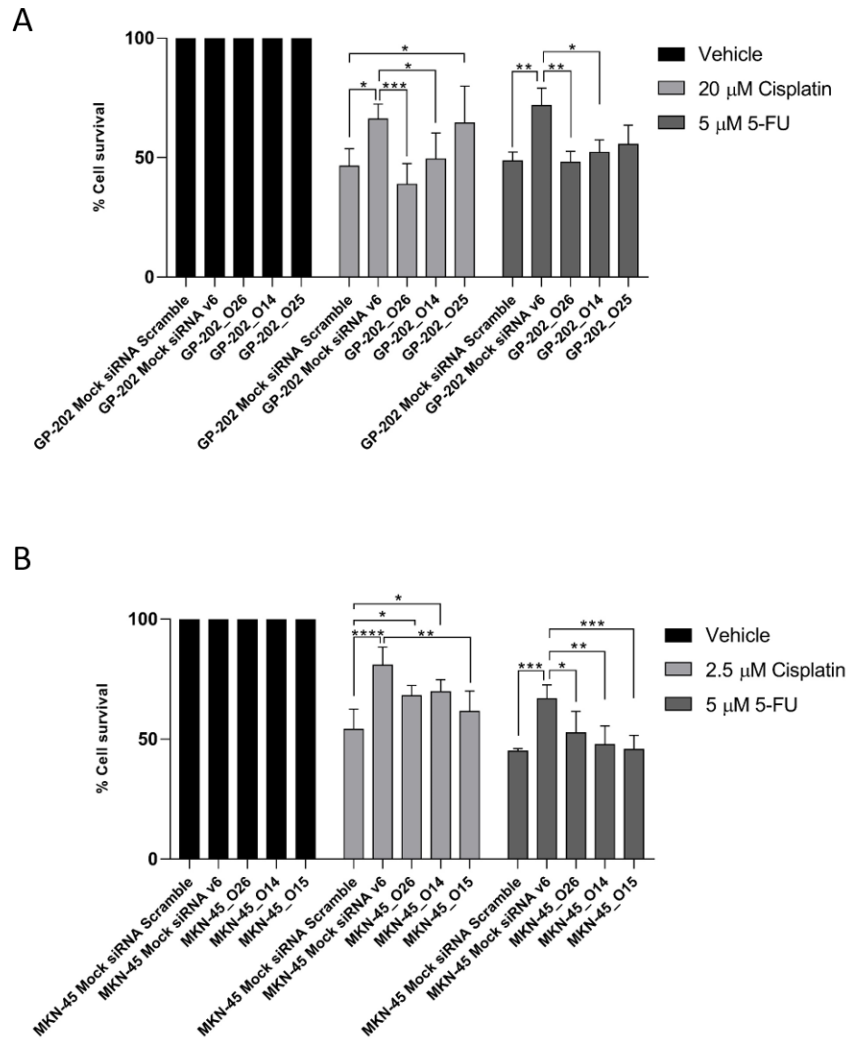 A
100
50
0
% Cell survival
* * * *** ** * **
Vehicle
20 μM Cisplatin
5 μM 5-FU
GP-202 Mock siRNA Scramble
GP-202 Mock siRNA v6
GP-202_O26
GP-202_O14
GP-202_O25
GP-202 Mock siRNA Scramble
GP-202 Mock siRNA v6
GP-202_O26
GP-202_O14
GP-202_O25
GP-202 Mock siRNA Scramble
GP-202 Mock siRNA v6
GP-202_O26
GP-202_O14
GP-202_O25
B
100
50
0
% Cell survival
* * **** ** *** ** *** *
Vehicle
2.5 μM Cisplatin
5 μM 5-FU
MKN-45 Mock siRNA Scramble
MKN-45 Mock siRNA v6
MKN-45_O26
MKN-45_O14
MKN-45_O15
MKN-45 Mock siRNA Scramble
MKN-45 Mock siRNA v6
MKN-45_O26
MKN-45_O14
MKN-45_O15
MKN-45 Mock siRNA Scramble
MKN-45 Mock siRNA v6
MKN-45_O26
MKN-45_O14
MKN-45_O15